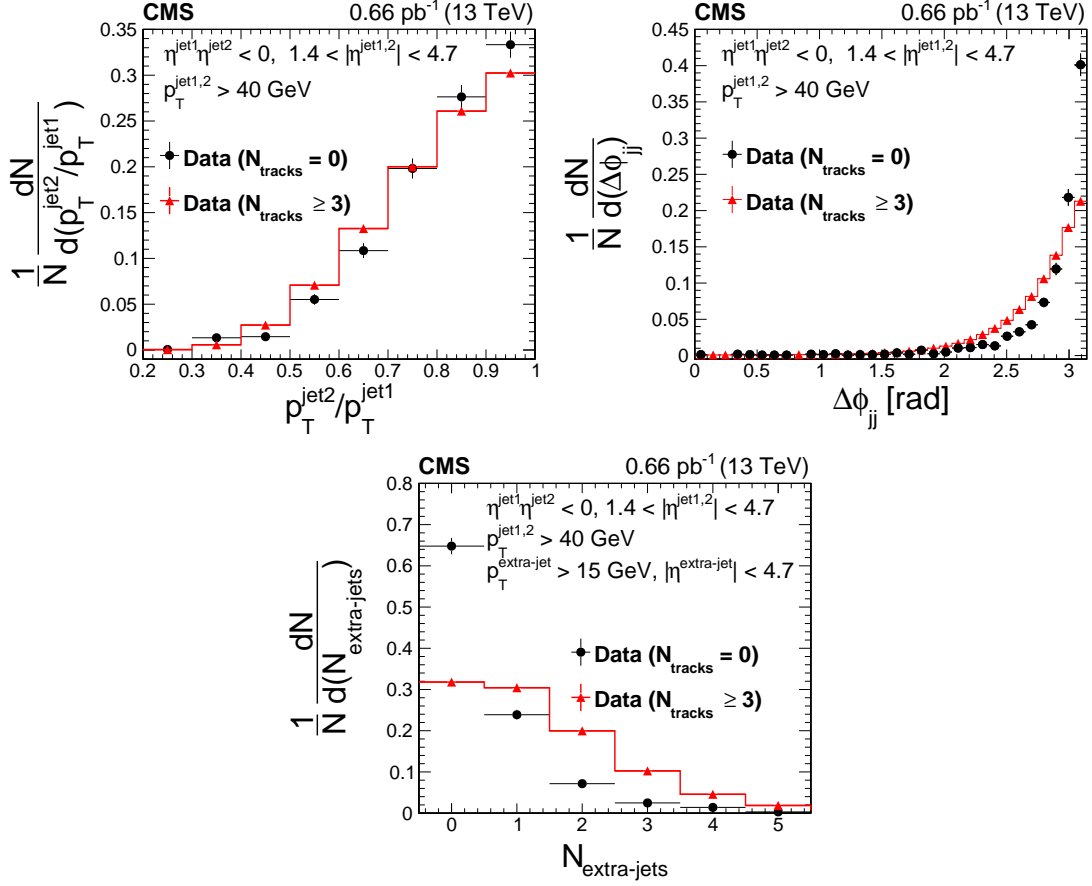 CMS 0.66 pb⁻¹ (13 TeV)
η^jet1 η^jet2 < 0, 1.4 < |η^jet1,2| < 4.7
p_T^jet1,2 > 40 GeV
Data (N_tracks = 0)
Data (N_tracks ≥ 3)
1/N dN/d(p_T^jet2/p_T^jet1)
0.35
0.3
0.25
0.2
0.15
0.1
0.05
0
0.2 0.3 0.4 0.5 0.6 0.7 0.8 0.9 1
p_T^jet2/p_T^jet1
CMS 0.66 pb⁻¹ (13 TeV)
η^jet1 η^jet2 < 0, 1.4 < |η^jet1,2| < 4.7
p_T^jet1,2 > 40 GeV
Data (N_tracks = 0)
Data (N_tracks ≥ 3)
1/N dN/d(Δϕ_jj)
0.45
0.4
0.35
0.3
0.25
0.2
0.15
0.1
0.05
0
0 0.5 1 1.5 2 2.5 3
Δϕ_jj [rad]
CMS 0.66 pb⁻¹ (13 TeV)
η^jet1 η^jet2 < 0, 1.4 < |η^jet1,2| < 4.7
p_T^jet1,2 > 40 GeV
p_T^extra-jet > 15 GeV, |η^extra-jet| < 4.7
Data (N_tracks = 0)
Data (N_tracks ≥ 3)
1/N dN/d(N_extra-jets)
0.8
0.7
0.6
0.5
0.4
0.3
0.2
0.1
0
0 1 2 3 4 5
N_extra-jets